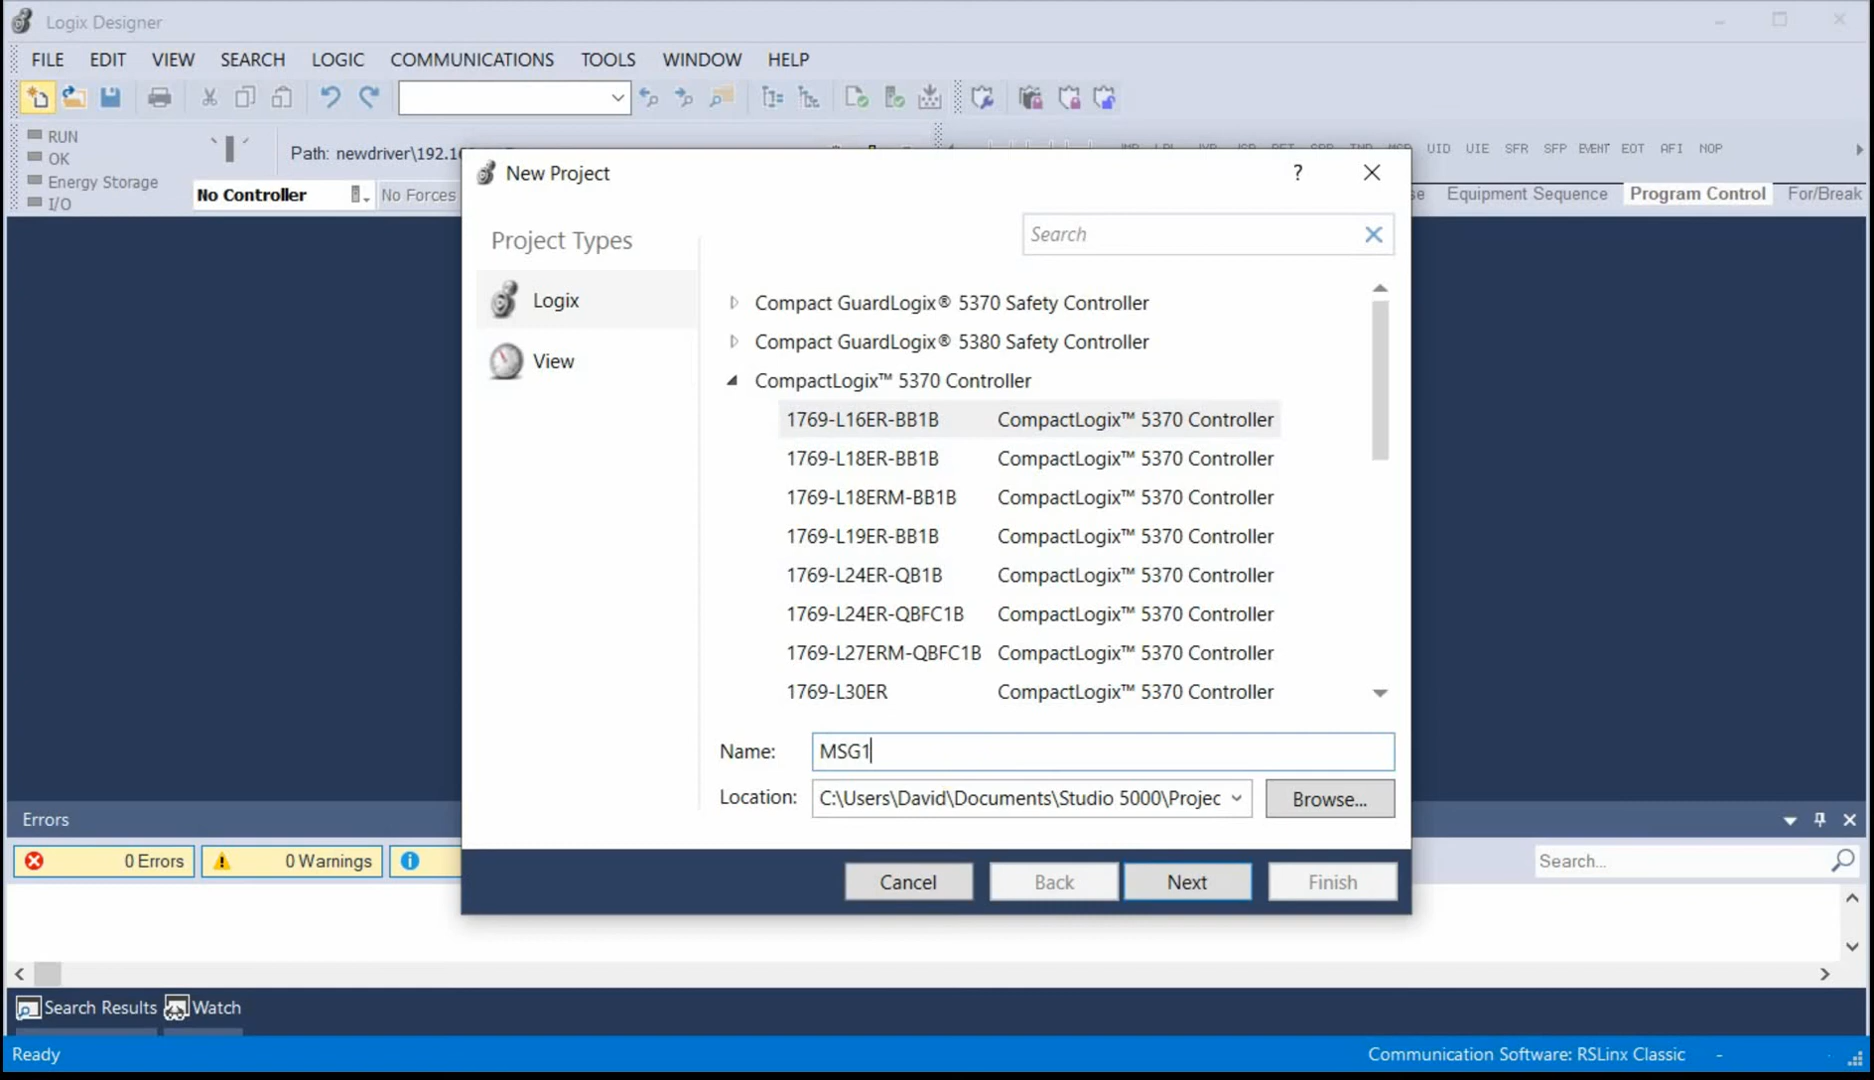 Logix Designer
FILE EDIT VIEW SEARCH LOGIC COMMUNICATIONS TOOLS WINDOW HELP
RUN
OK
Energy Storage
I/O
Path: newdriver\192.1
No Controller
No Forces
UID UIE SFR SFP EVENT EOT AFI NOP
se Equipment Sequence Program Control For/Break
New Project
?
Project Types
Logix
View
Search
Compact GuardLogix® 5370 Safety Controller
Compact GuardLogix® 5380 Safety Controller
CompactLogix™ 5370 Controller
1769-L16ER-BB1B CompactLogix™ 5370 Controller
1769-L18ER-BB1B CompactLogix™ 5370 Controller
1769-L18ERM-BB1B CompactLogix™ 5370 Controller
1769-L19ER-BB1B CompactLogix™ 5370 Controller
1769-L24ER-QB1B CompactLogix™ 5370 Controller
1769-L24ER-QBFC1B CompactLogix™ 5370 Controller
1769-L27ERM-QBFC1B CompactLogix™ 5370 Controller
1769-L30ER CompactLogix™ 5370 Controller
Name: MSG1
Location: C:\Users\David\Documents\Studio 5000\Projec
Browse...
Cancel Back Next Finish
Errors
0 Errors 0 Warnings
Search...
Search Results Watch
Ready
Communication Software: RSLinx Classic